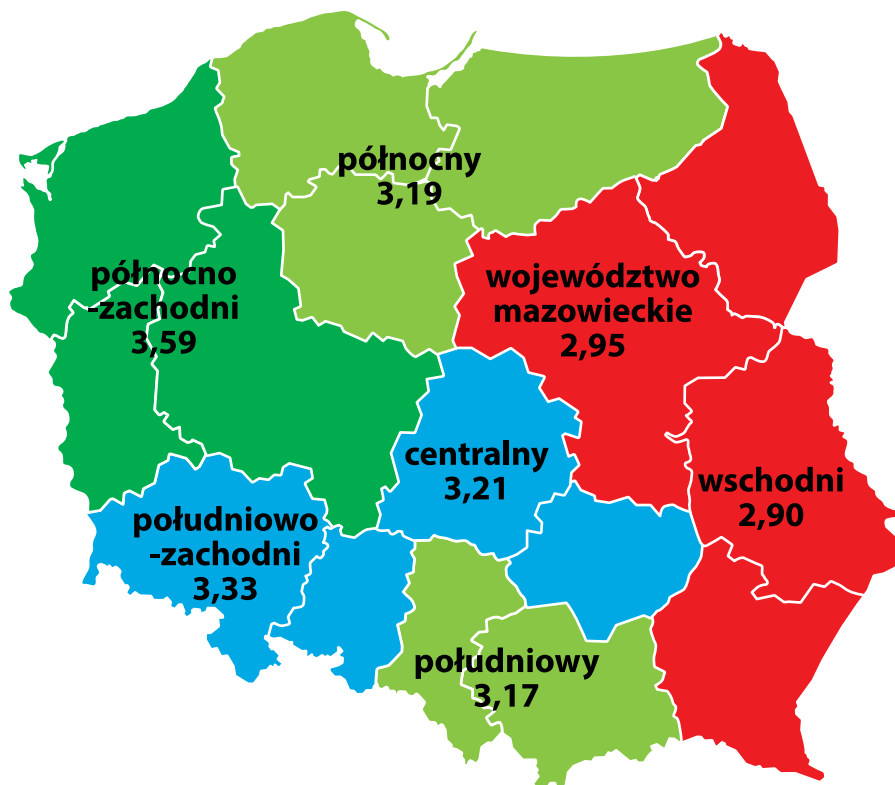 północny
3,19
północno
-zachodni
3,59
województwo
mazowieckie
2,95
centralny
3,21
wschodni
2,90
południowo
-zachodni
3,33
południowy
3,17